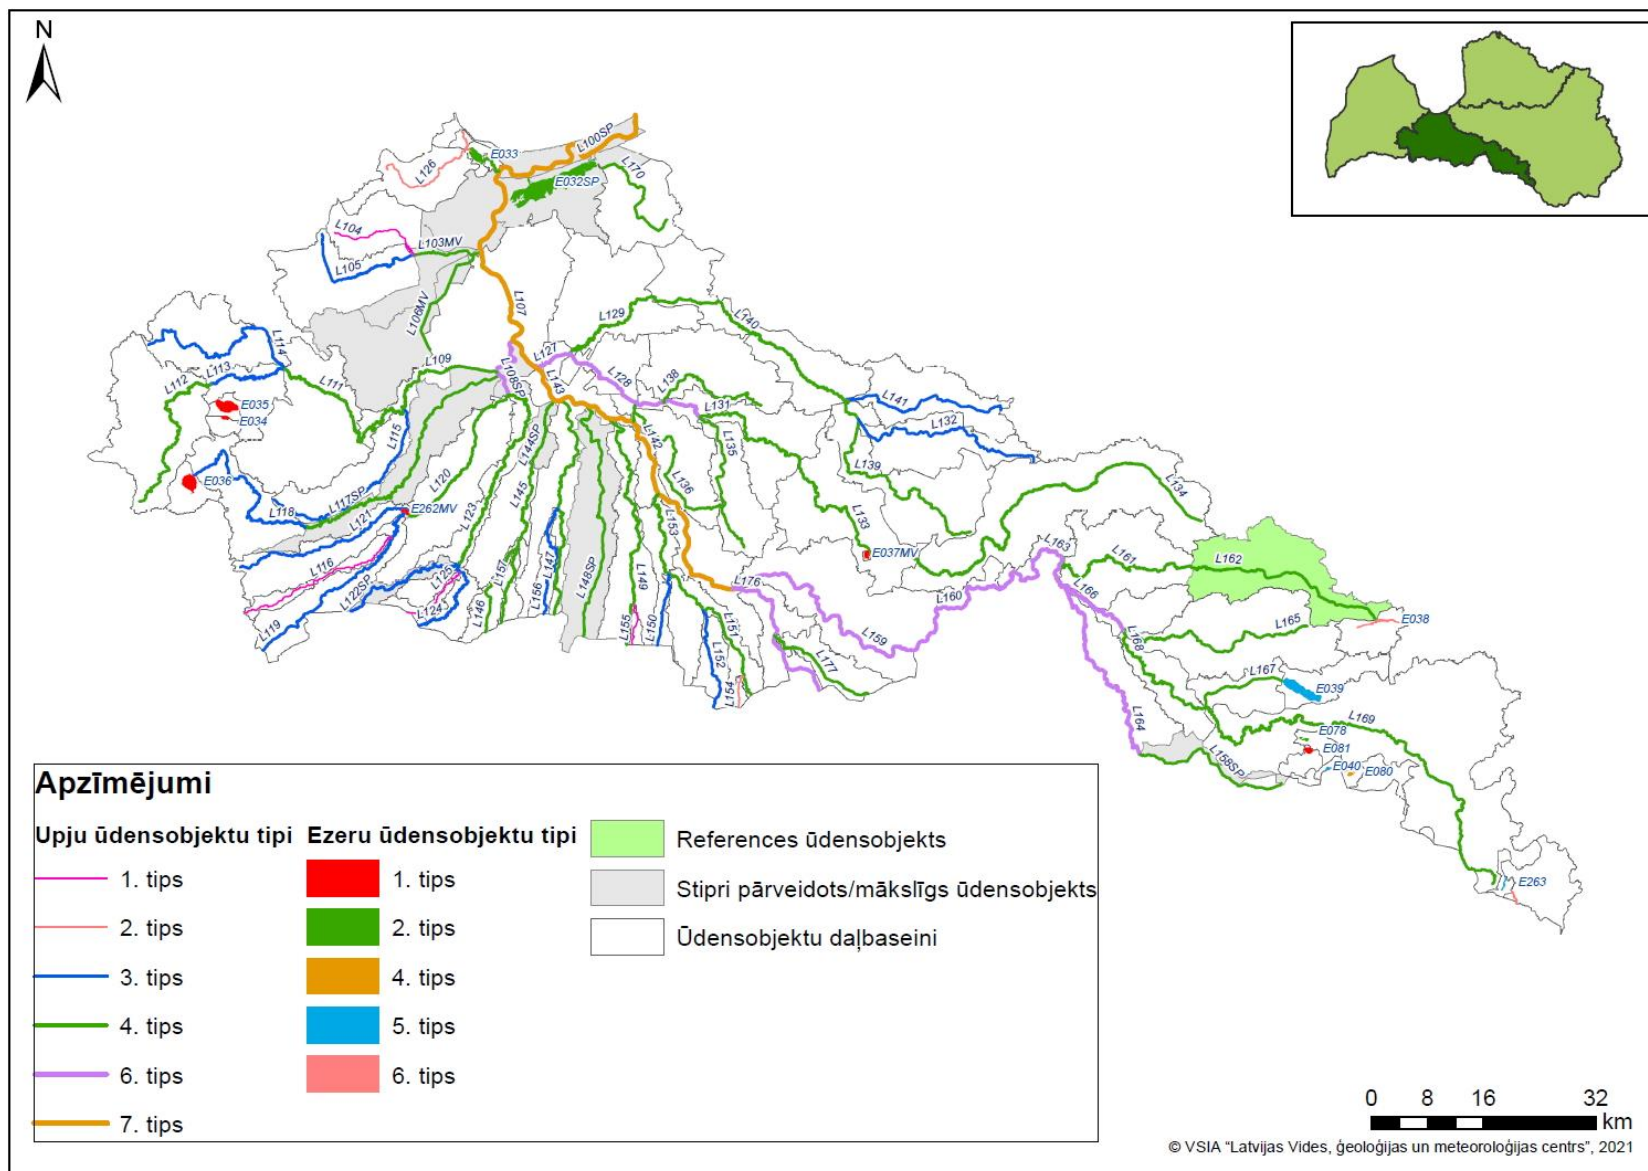 N
L100SP
E033
L126
L170
E032SP
L104
L103MV
L105
L106MV
L107
L129
L140
L114
L127
L109
L113
L112
L111
L108SP
L143
L128
L138
L131
L141
L132
E035
E034
L115
L144SP
L142
L135
L139
L134
E036
L120
L117SP
L118
L121
E262MV
L123
L145
L136
L133
L153
E037MV
L163
L161
L162
L116
L122SP
L125
L157
L147
L156
L148SP
L149
L176
L160
L166
L119
L124
L146
L155
L150
L151
L159
L165
E038
L168
L152
L177
L167
E039
L154
L164
L169
E078
E081
L158SP
E040
E080
E263
Apzīmējumi
Upju ūdensobjektu tipi
1. tips
2. tips
3. tips
4. tips
6. tips
7. tips
Ezeru ūdensobjektu tipi
1. tips
2. tips
4. tips
5. tips
6. tips
References ūdensobjekts
Stipri pārveidots/mākslīgs ūdensobjekts
Ūdensobjektu daļbaseini
0 8 16 32
km
© VSIA "Latvijas Vides, ģeoloģijas un meteoroloģijas centrs", 2021